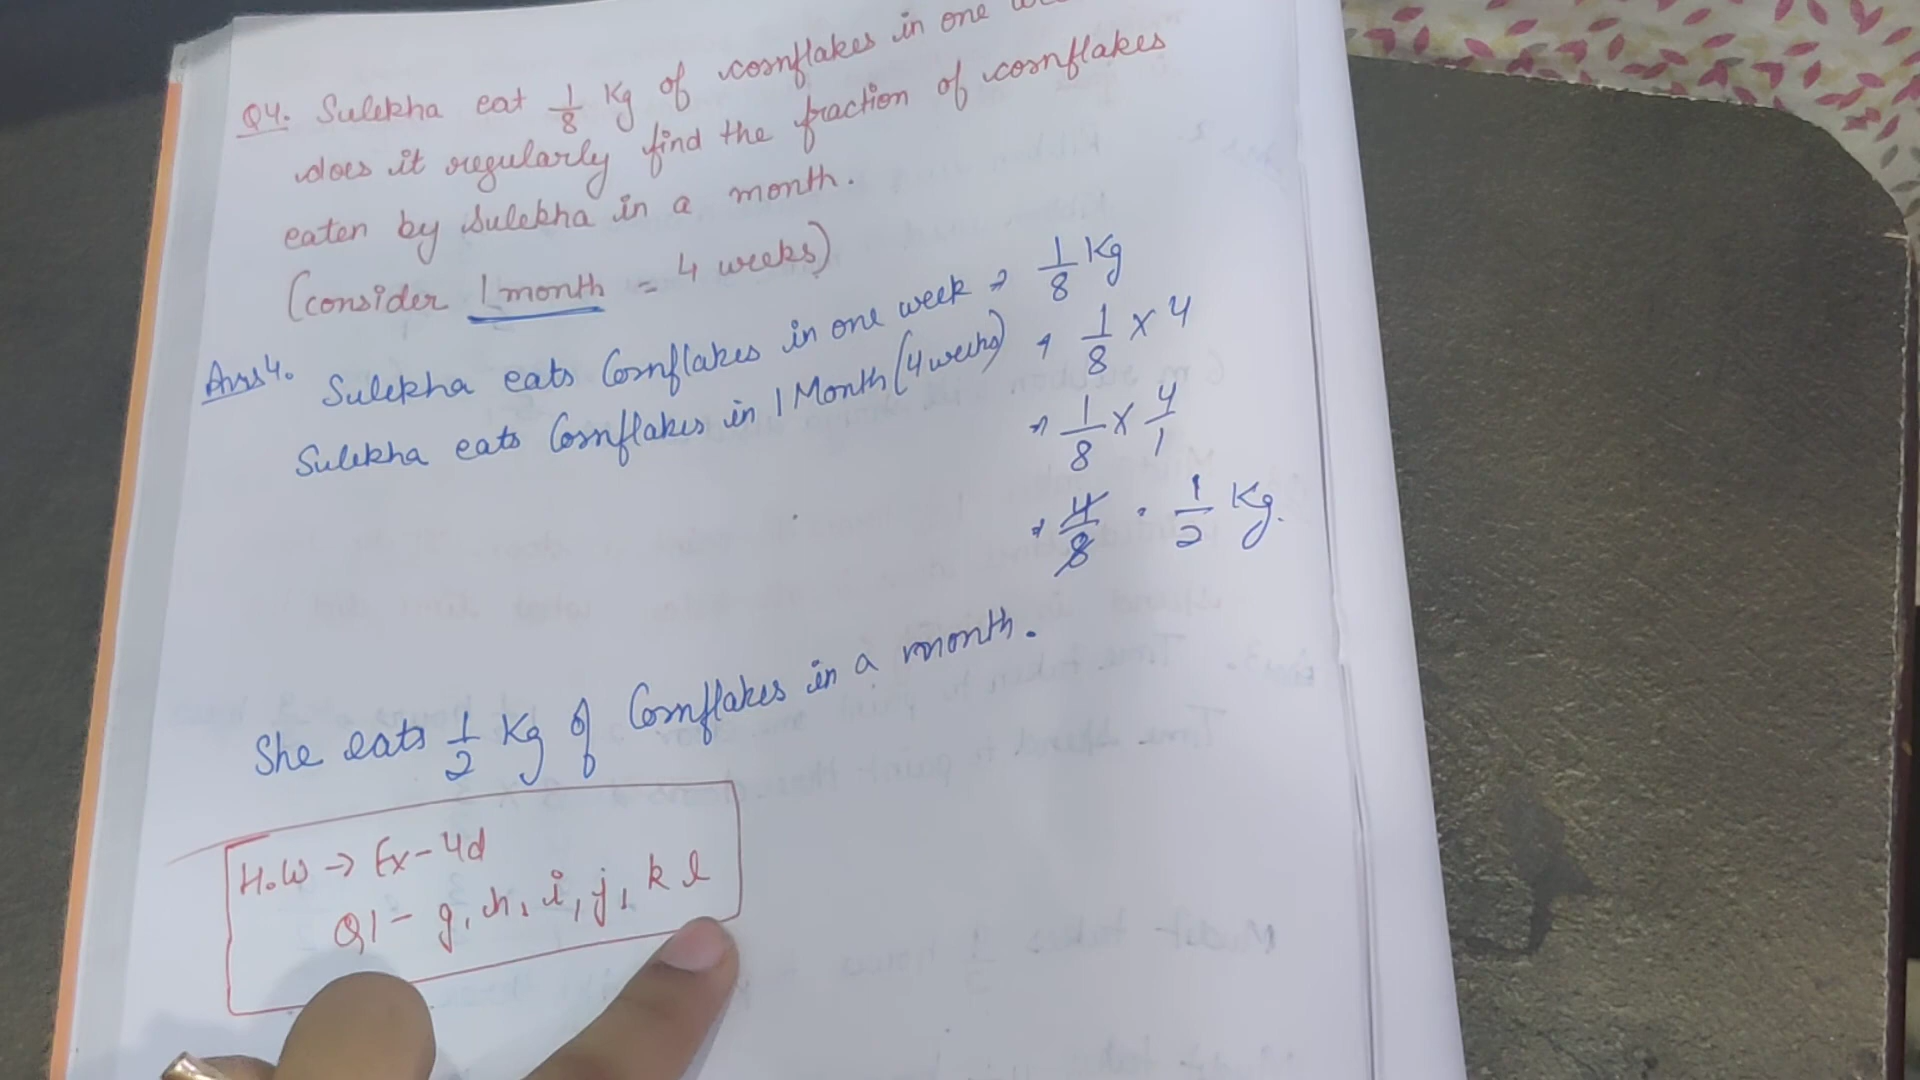 Q4. Sulekha eat 1/8 Kg of cornflakes in one
does it regularly find the fraction of cornflakes
eaten by Sulekha in a month.
(consider 1 month = 4 weeks)
Ans4. Sulekha eats Cornflakes in one week → 1/8 Kg
Sulekha eats Cornflakes in 1 Month (4 weeks) → 1/8 x 4
→ 1/8 x 4/1
→ 4/8 = 1/2 Kg.
She eats 1/2 Kg of Cornflakes in a month.
H.W → Ex-4d
Q1- g, h, i, j, k l